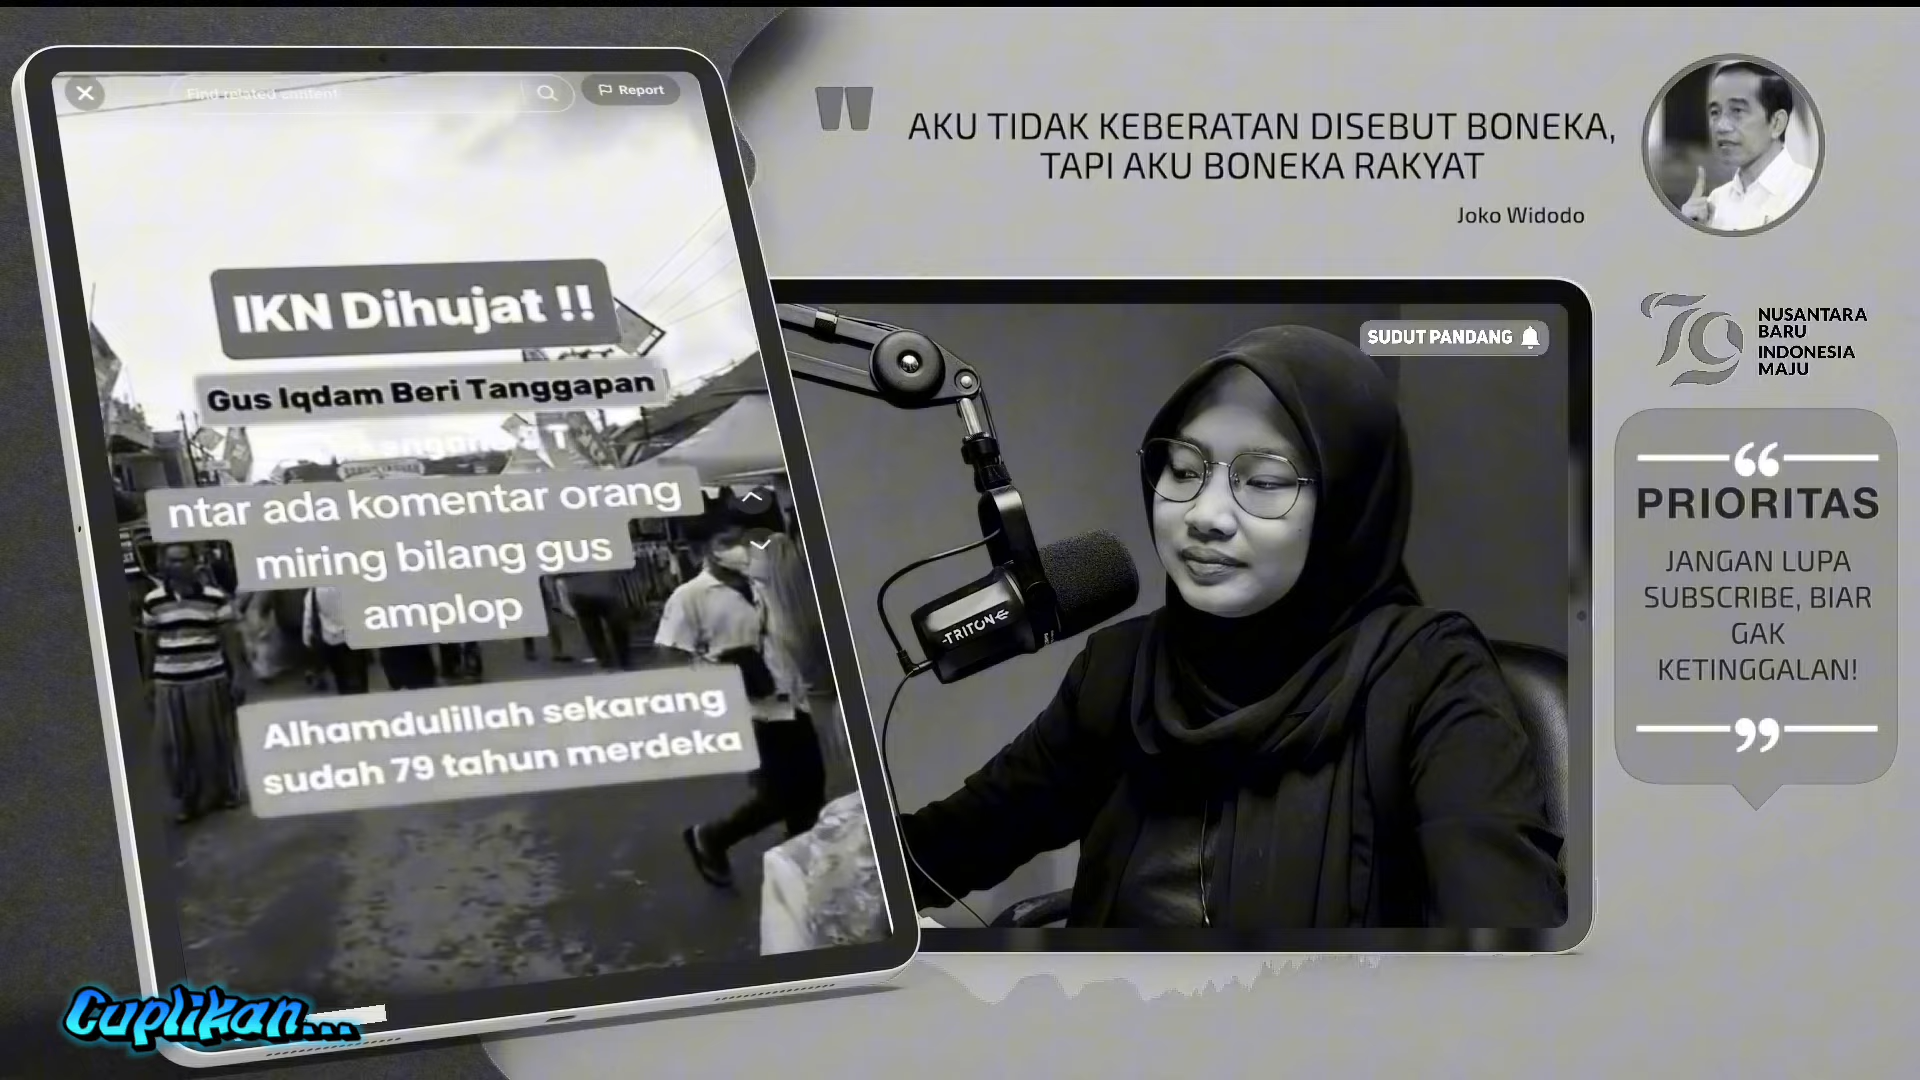 Find related content
Report
IKN Dihujat !!
Gus Iqdam Beri Tanggapan
ntar ada komentar orang
miring bilang gus
amplop
Alhamdulillah sekarang
sudah 79 tahun merdeka
Cuplikan...
AKU TIDAK KEBERATAN DISEBUT BONEKA,
TAPI AKU BONEKA RAKYAT
Joko Widodo
SUDUT PANDANG
TRITON
79
NUSANTARA
BARU
INDONESIA
MAJU
PRIORITAS
JANGAN LUPA
SUBSCRIBE, BIAR
GAK
KETINGGALAN!